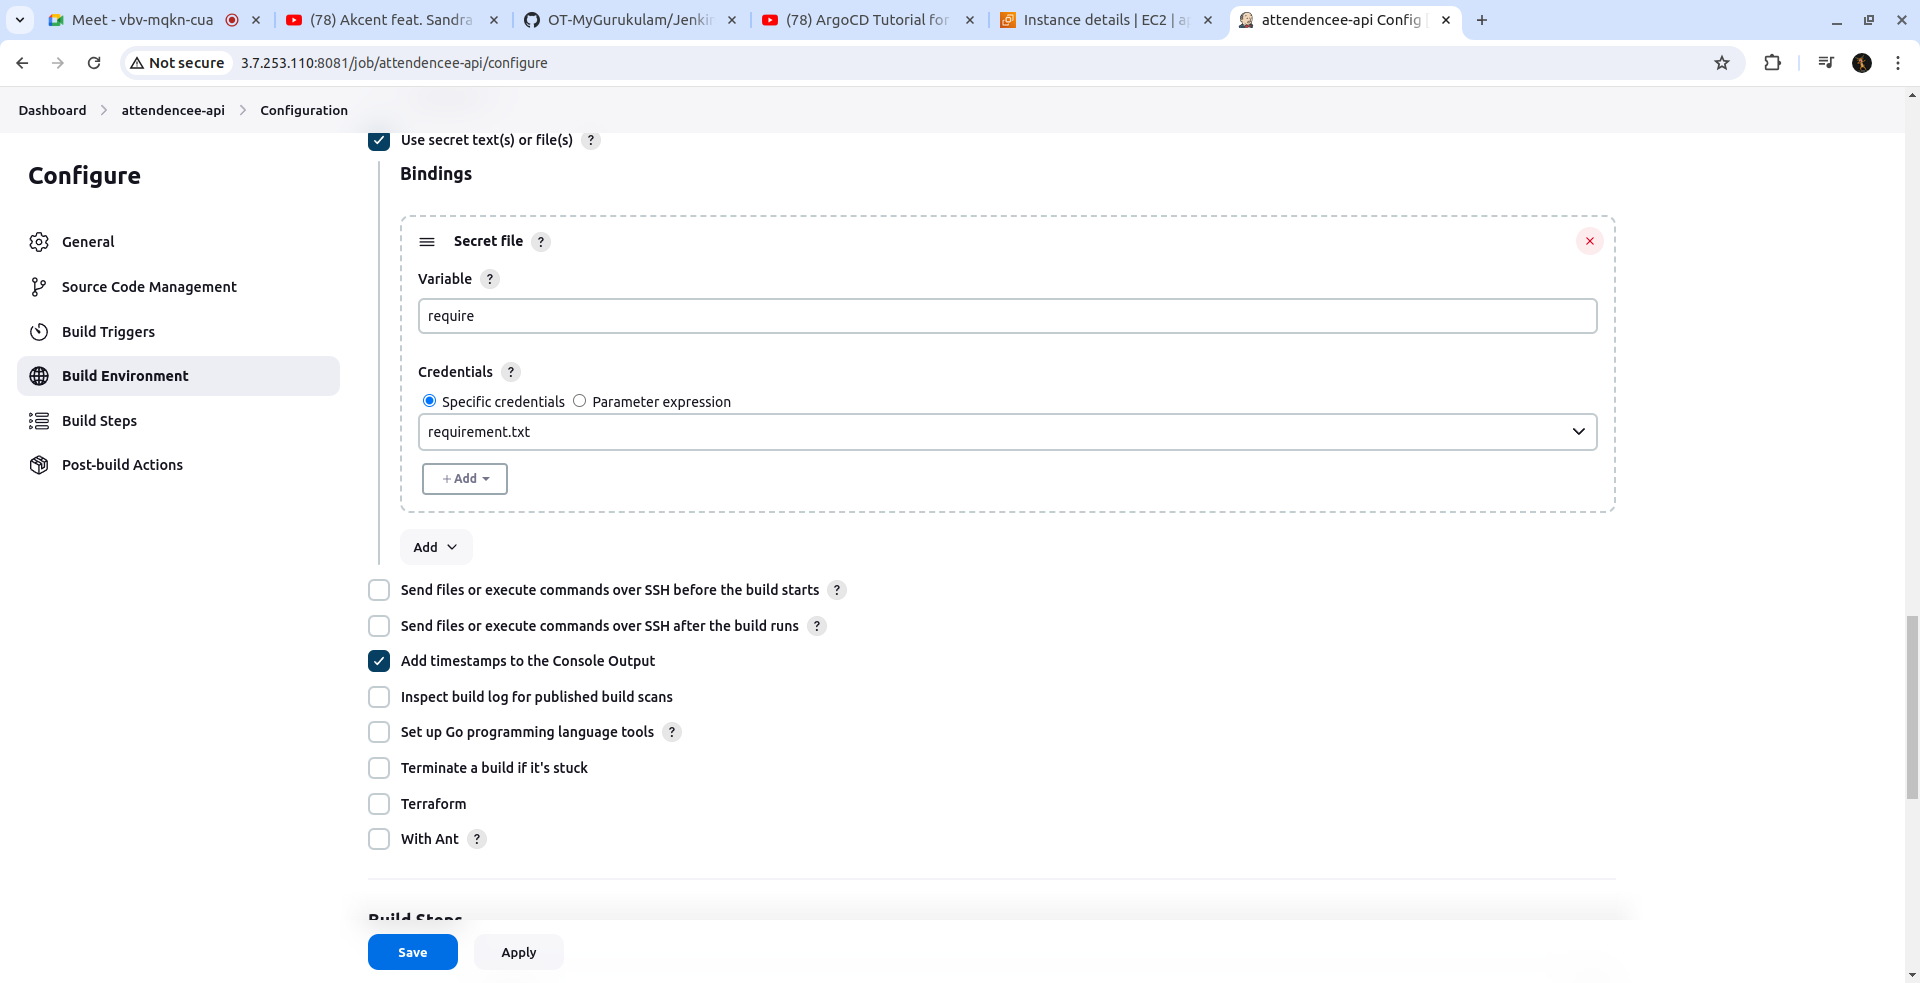 Meet - vbv-mqkn-cua
(78) Akcent feat. Sandra
OT-MyGurukulam/Jenkin
(78) ArgoCD Tutorial for
Instance details | EC2 | ap
attendencee-api Config
Not secure
3.7.253.110:8081/job/attendencee-api/configure
Dashboard
attendencee-api
Configuration
Configure
General
Source Code Management
Build Triggers
Build Environment
Build Steps
Post-build Actions
Use secret text(s) or file(s) ?
Bindings
Secret file ?
Variable ?
require
Credentials ?
Specific credentials Parameter expression
requirement.txt
+ Add
Add
Send files or execute commands over SSH before the build starts ?
Send files or execute commands over SSH after the build runs ?
Add timestamps to the Console Output
Inspect build log for published build scans
Set up Go programming language tools ?
Terminate a build if it's stuck
Terraform
With Ant ?
Build Steps
Save
Apply